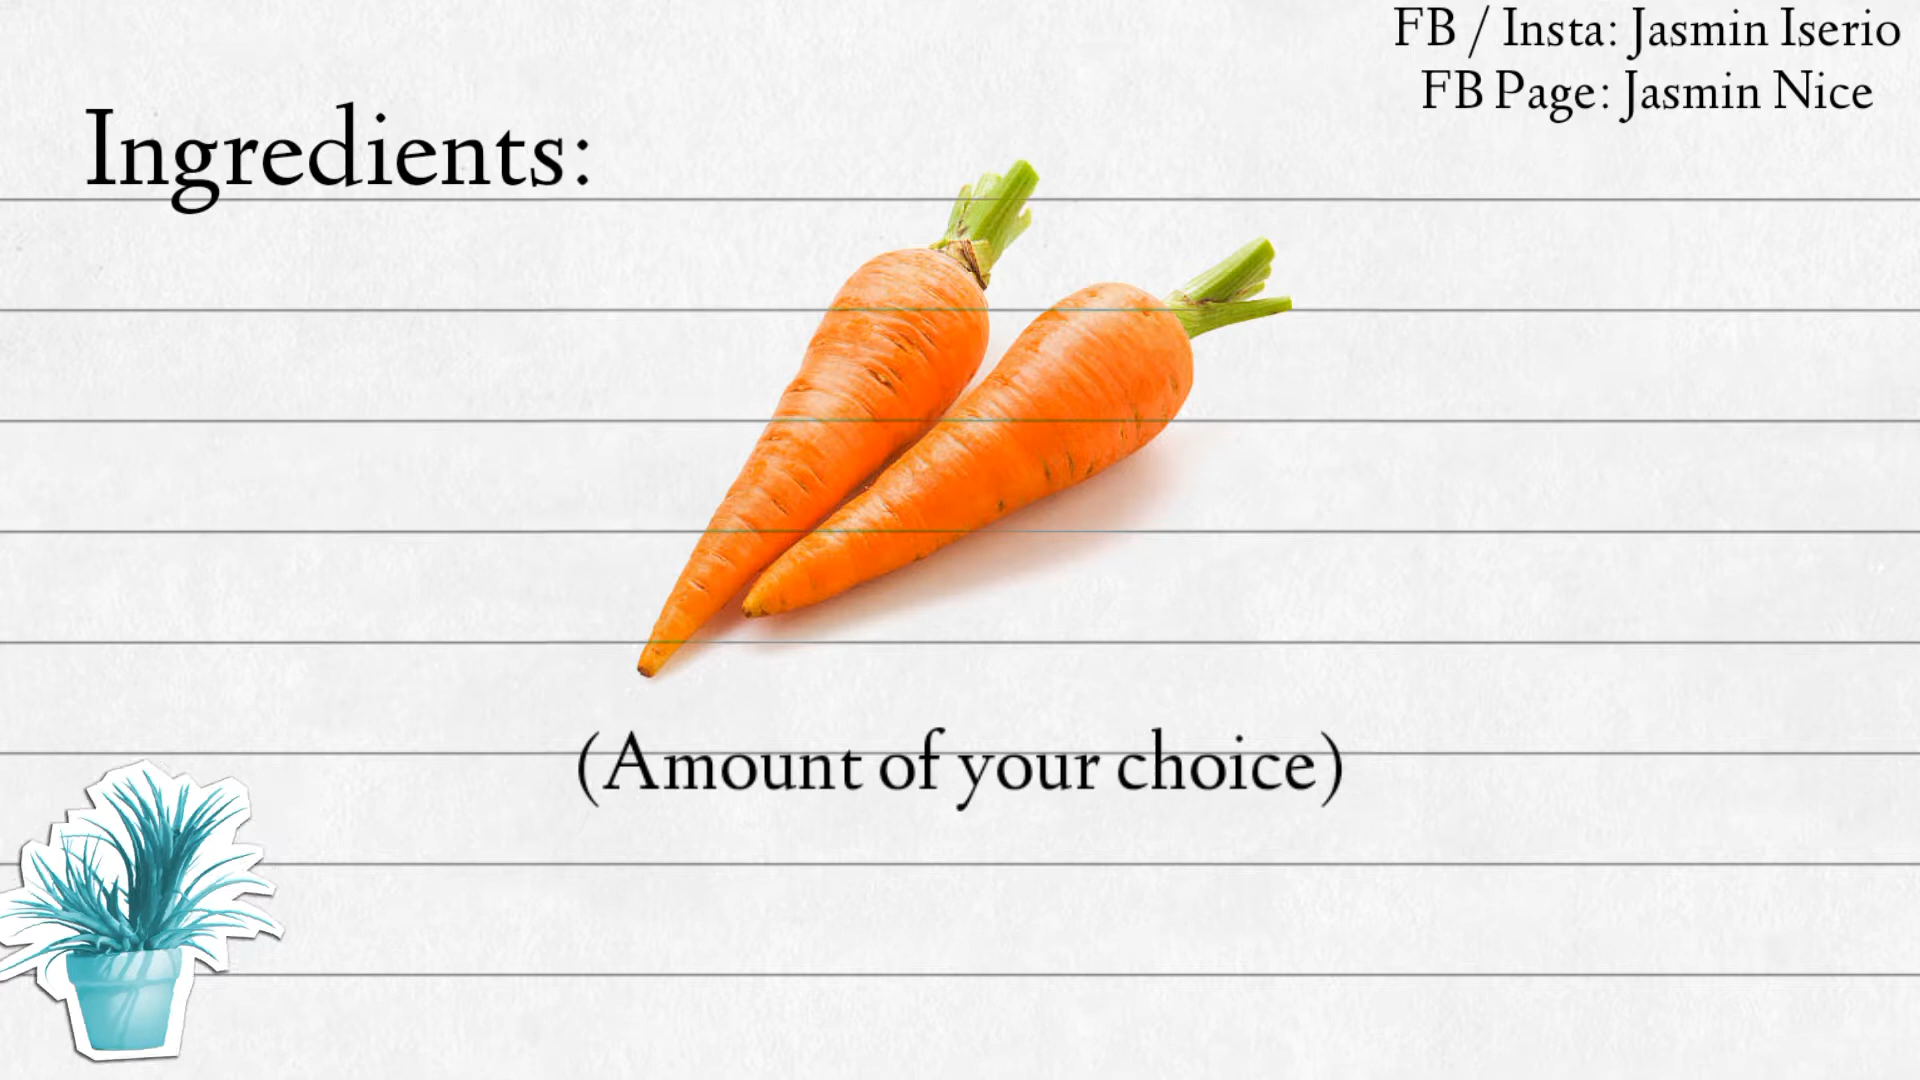 FB / Insta: Jasmin Iserio
FB Page: Jasmin Nice
Ingredients:
(Amount of your choice)